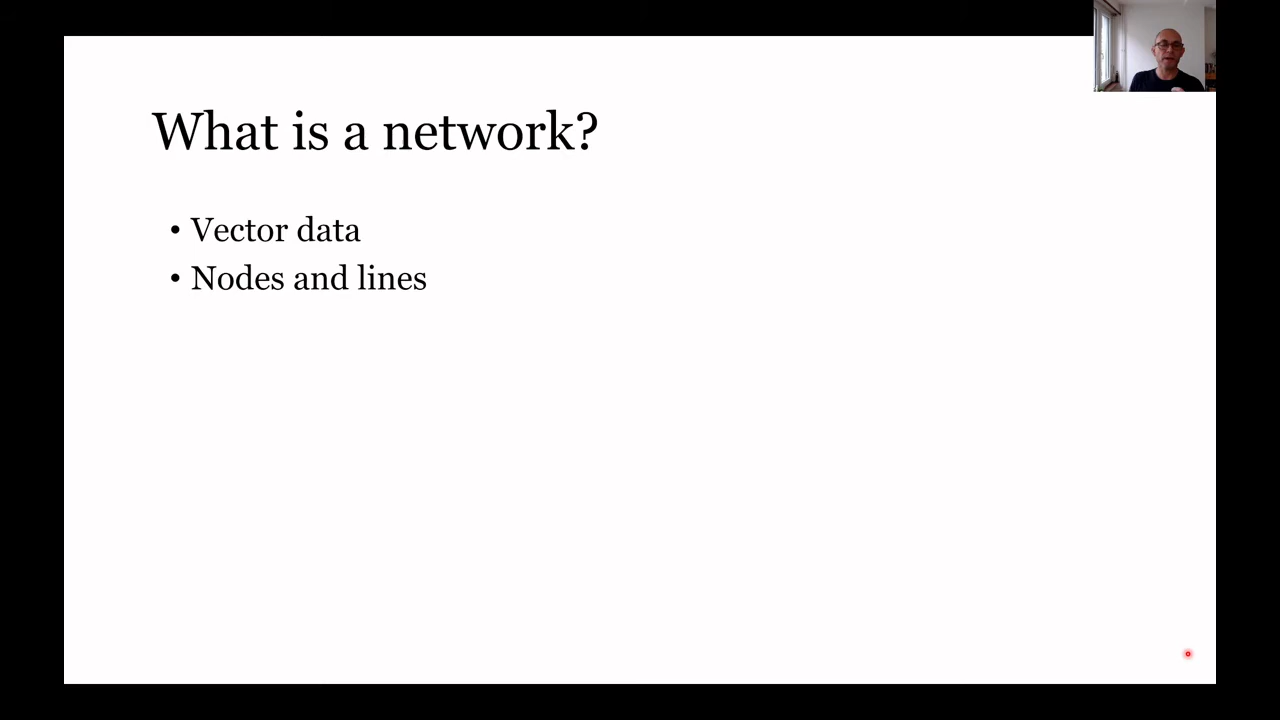 What is a network?
• Vector data
• Nodes and lines